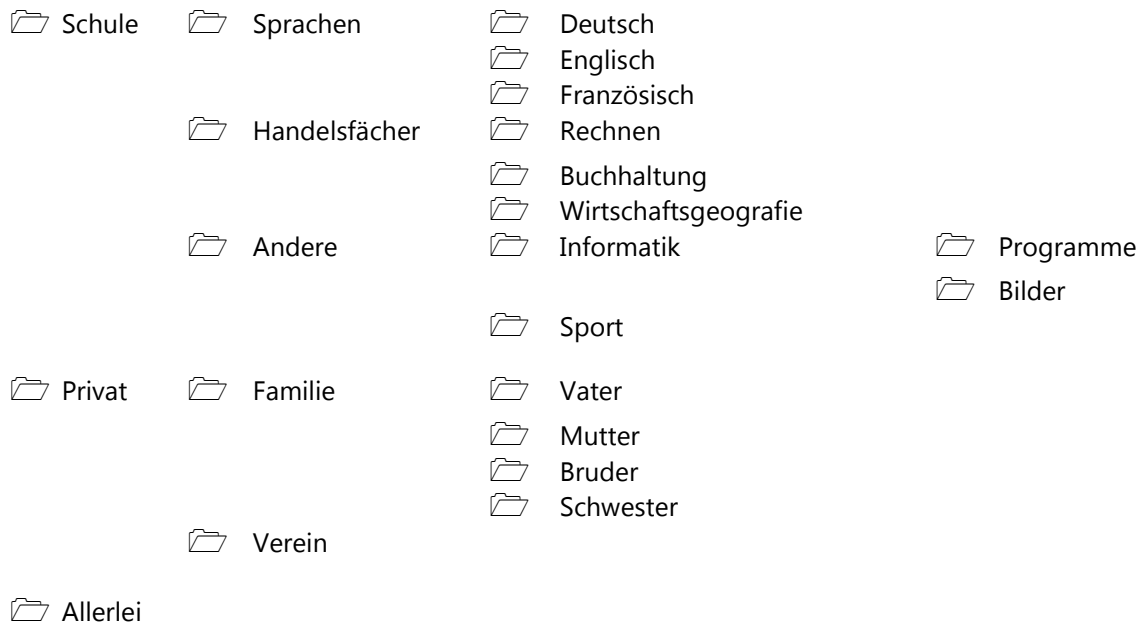 Schule Sprachen Deutsch
Englisch
Französisch
Handelsfächer Rechnen
Buchhaltung
Wirtschaftsgeografie
Andere Informatik Programme
Bilder
Sport
Privat Familie Vater
Mutter
Bruder
Schwester
Verein
Allerlei